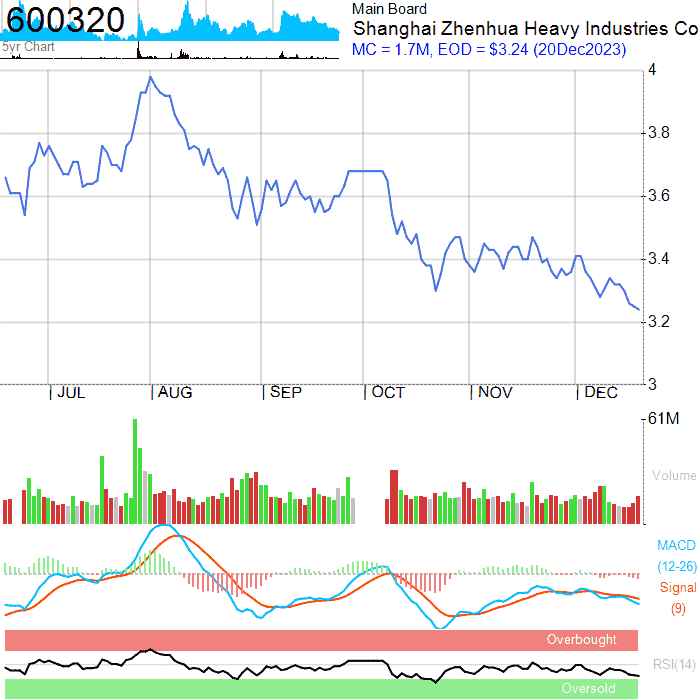 600320
Main Board
Shanghai Zhenhua Heavy Industries Co
5yr Chart
MC = 1.7M, EOD = $3.24 (20Dec2023)
4
3.8
3.6
3.4
3.2
3
JUL
AUG
SEP
OCT
NOV
DEC
61M
Volume
MACD
(12-26)
Signal
(9)
Overbought
RSI(14)
Oversold